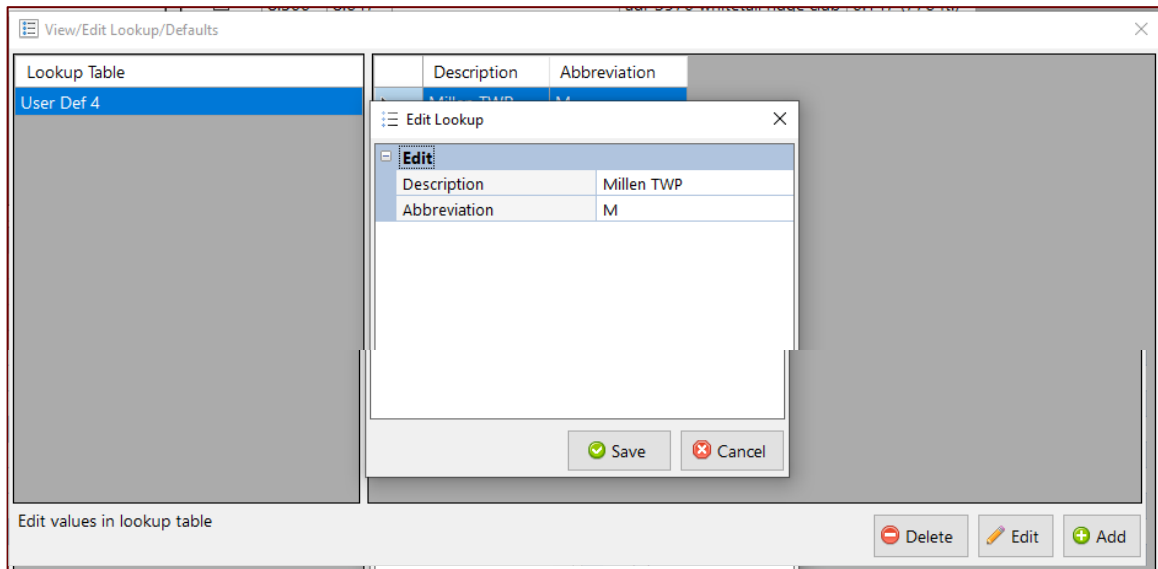 View/Edit Lookup/Defaults
Lookup Table
Description Abbreviation
User Def 4
Edit Lookup
Edit
Description Millen TWP
Abbreviation M
Save Cancel
Edit values in lookup table
Delete Edit Add